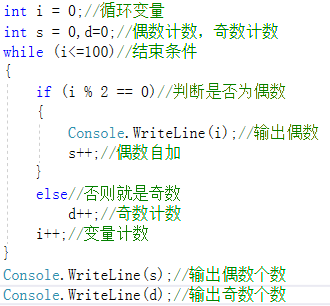 int i = 0;//循环变量
int s = 0,d=0;//偶数计数，奇数计数
while (i<=100)//结束条件
{
    if (i % 2 == 0)//判断是否为偶数
    {
        Console.WriteLine(i);//输出偶数
        s++;//偶数自加
    }
    else//否则就是奇数
        d++;//奇数计数
    i++;//变量计数
}
Console.WriteLine(s);//输出偶数个数
Console.WriteLine(d);//输出奇数个数